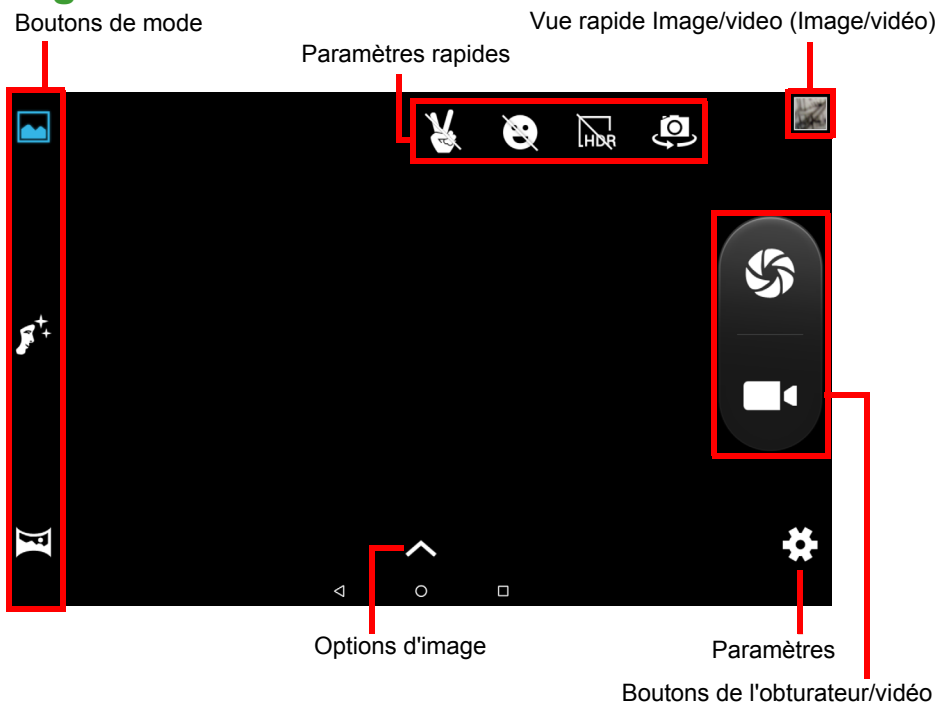 Boutons de mode
Vue rapide Image/video (Image/vidéo)
Paramètres rapides
HDR
Options d'image
Paramètres
Boutons de l'obturateur/vidéo